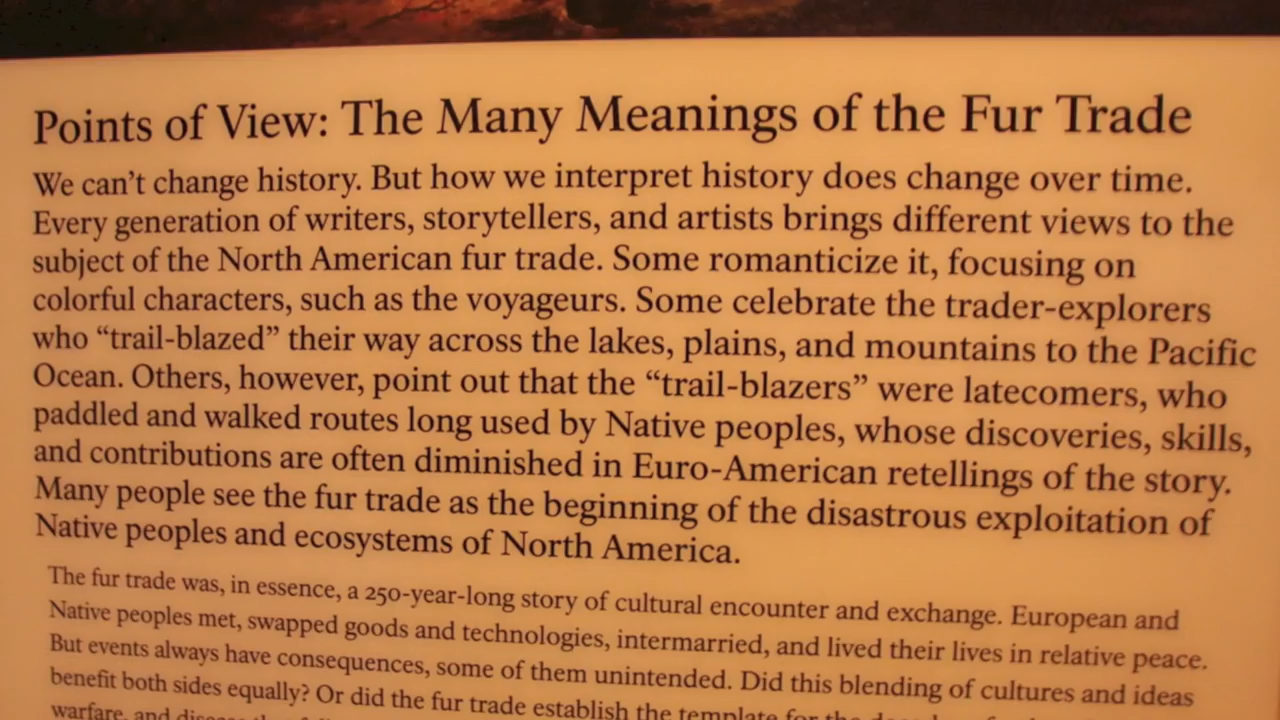 Points of View: The Many Meanings of the Fur Trade
We can't change history. But how we interpret history does change over time.
Every generation of writers, storytellers, and artists brings different views to the
subject of the North American fur trade. Some romanticize it, focusing on
colorful characters, such as the voyageurs. Some celebrate the trader-explorers
who “trail-blazed” their way across the lakes, plains, and mountains to the Pacific
Ocean. Others, however, point out that the “trail-blazers” were latecomers, who
paddled and walked routes long used by Native peoples, whose discoveries, skills,
and contributions are often diminished in Euro-American retellings of the story.
Many people see the fur trade as the beginning of the disastrous exploitation of
Native peoples and ecosystems of North America.
The fur trade was, in essence, a 250-year-long story of cultural encounter and exchange. European and
Native peoples met, swapped goods and technologies, intermarried, and lived their lives in relative peace.
But events always have consequences, some of them unintended. Did this blending of cultures and ideas
benefit both sides equally? Or did the fur trade establish the template for the
warfare, and